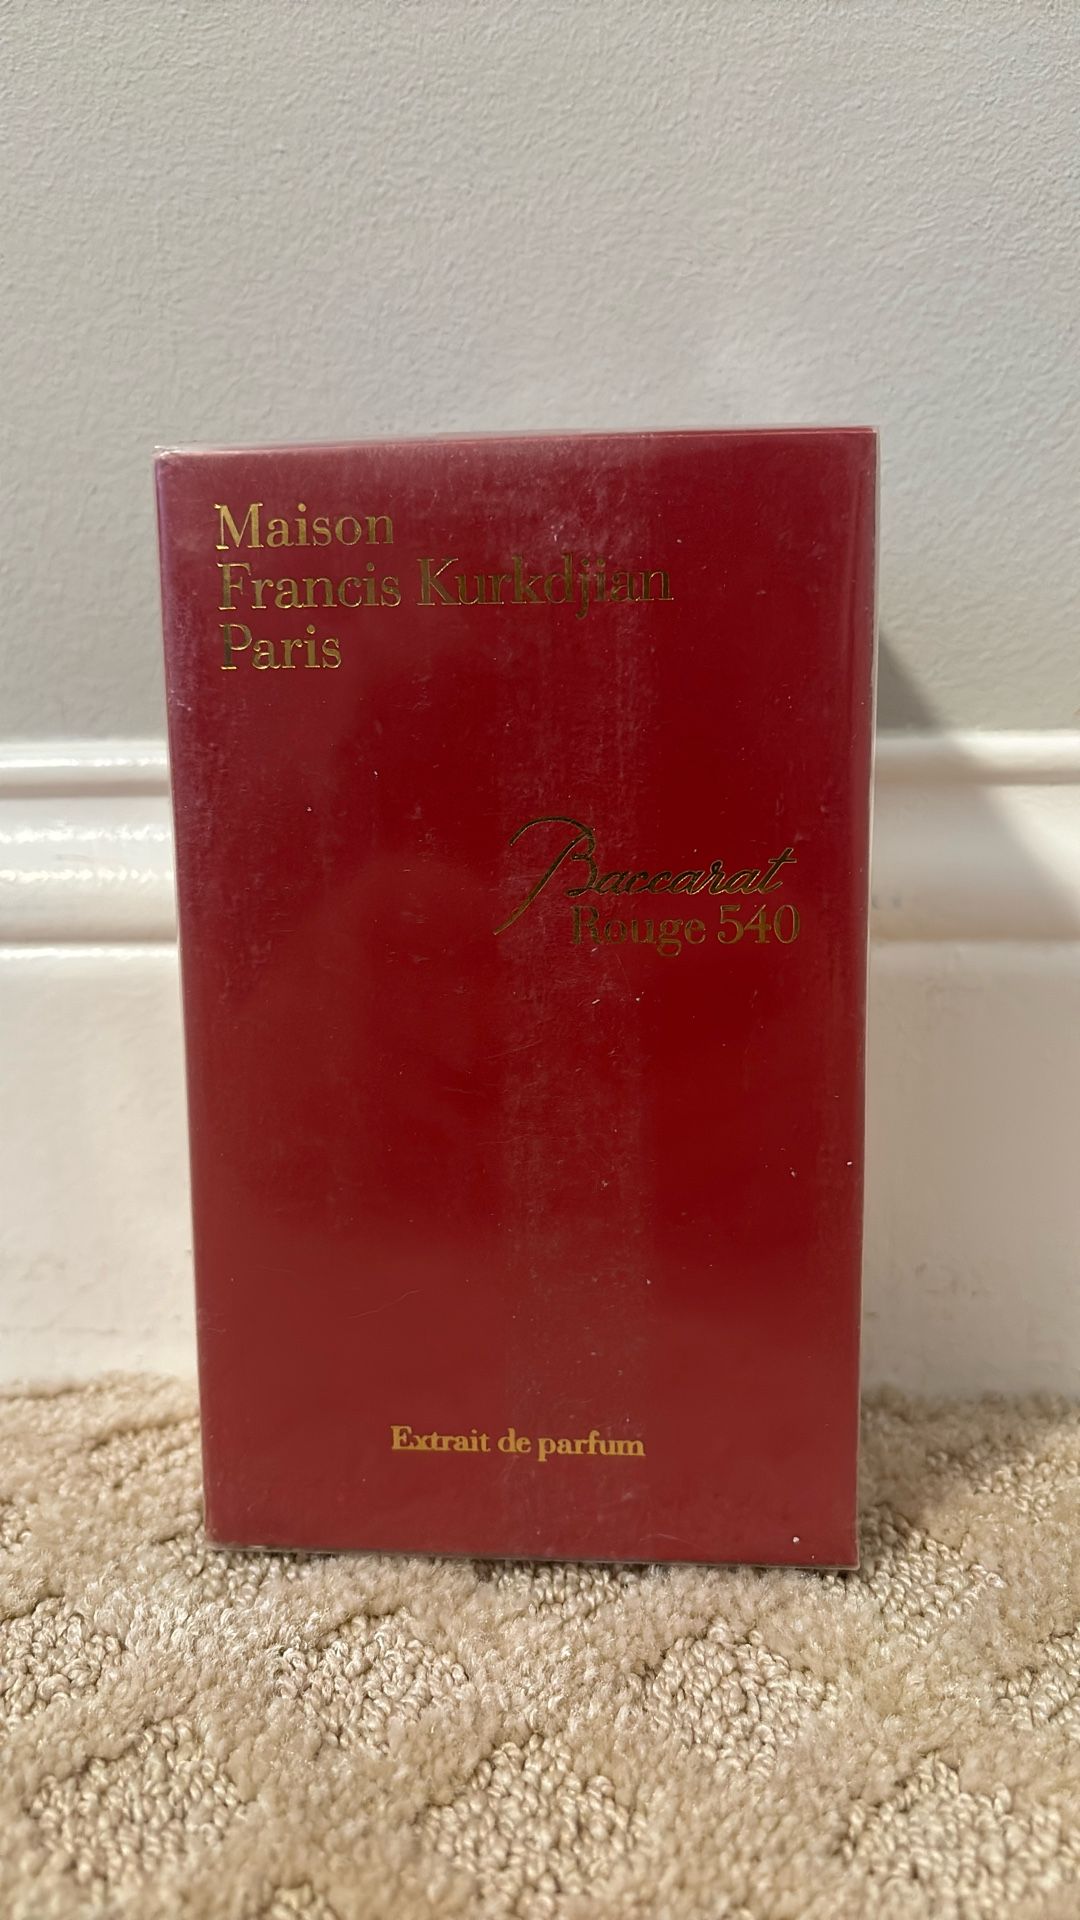 Maison
Francis Kurkdjian
Paris
Baccarat
Rouge 540
Extrait de parfum